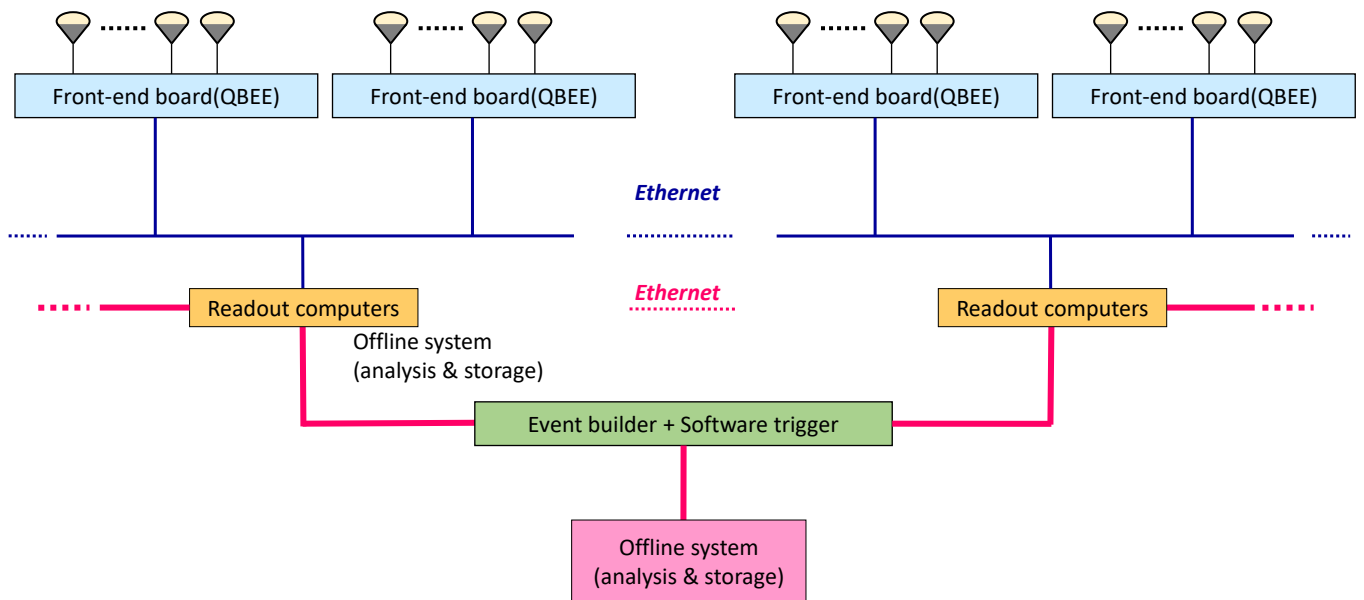 Front-end board(QBEE)
Front-end board(QBEE)
Front-end board(QBEE)
Front-end board(QBEE)
Ethernet
Ethernet
Readout computers
Readout computers
Offline system
(analysis & storage)
Event builder + Software trigger
Offline system
(analysis & storage)